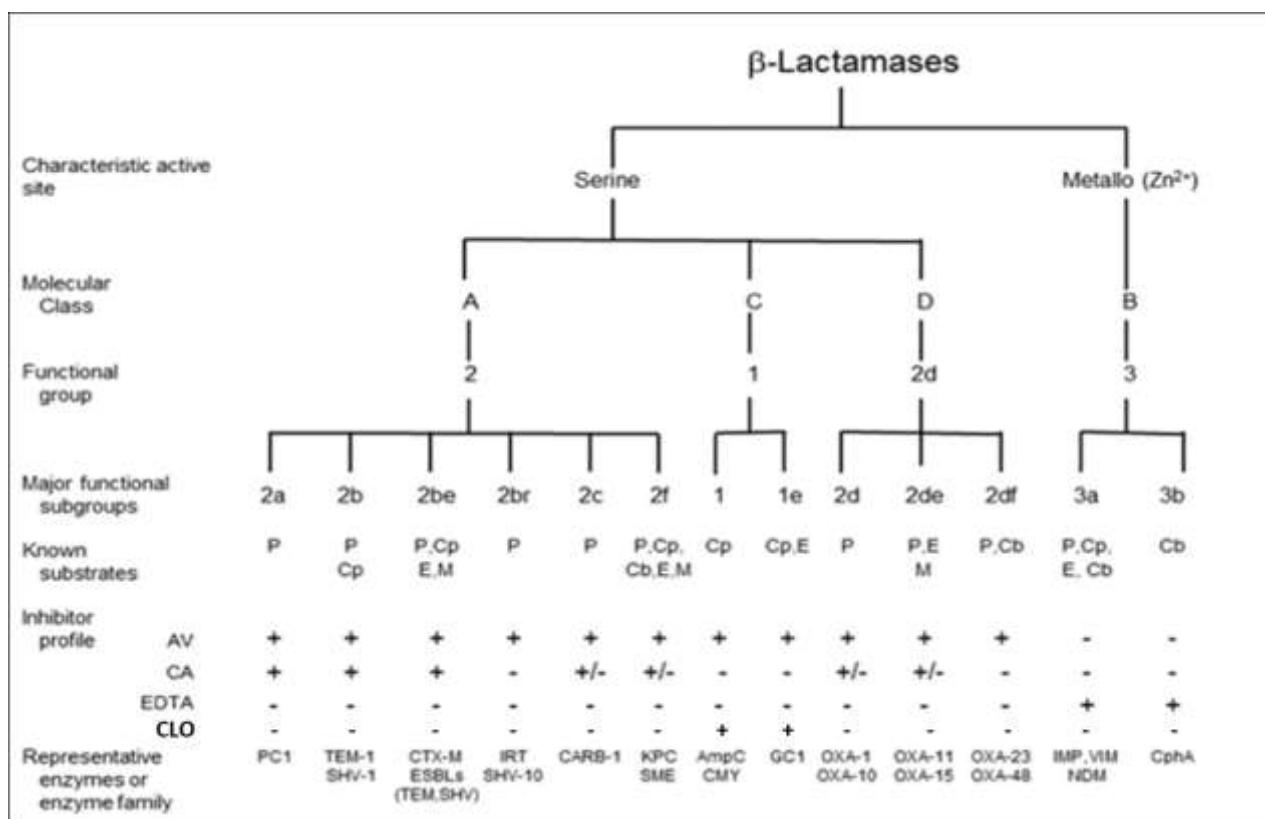 β-Lactamases
Characteristic active
site
Serine Metallo (Zn²⁺)
Molecular
Class
A C D B
Functional
group
2 1 2d 3
Major functional
subgroups
2a 2b 2be 2br 2c 2f 1 1e 2d 2de 2df 3a 3b
Known
substrates
P P P,Cp P P P,Cp, Cp Cp,E P P,E P,Cb P,Cp, Cb
Cp E,M Cb,E,M M E, Cb
Inhibitor
profile
AV + + + + + + + + + + + - -
CA + + + - +/- +/- - - +/- +/- - - -
EDTA - - - - - - - - - - - + +
CLO - - - - - - + + - - - - -
Representative
enzymes or
enzyme family
PC1 TEM-1 CTX-M IRT CARB-1 KPC AmpC GC1 OXA-1 OXA-11 OXA-23 IMP,VIM CphA
SHV-1 ESBLs SHV-10 SME CMY OXA-10 OXA-15 OXA-48 NDM
(TEM,SHV)